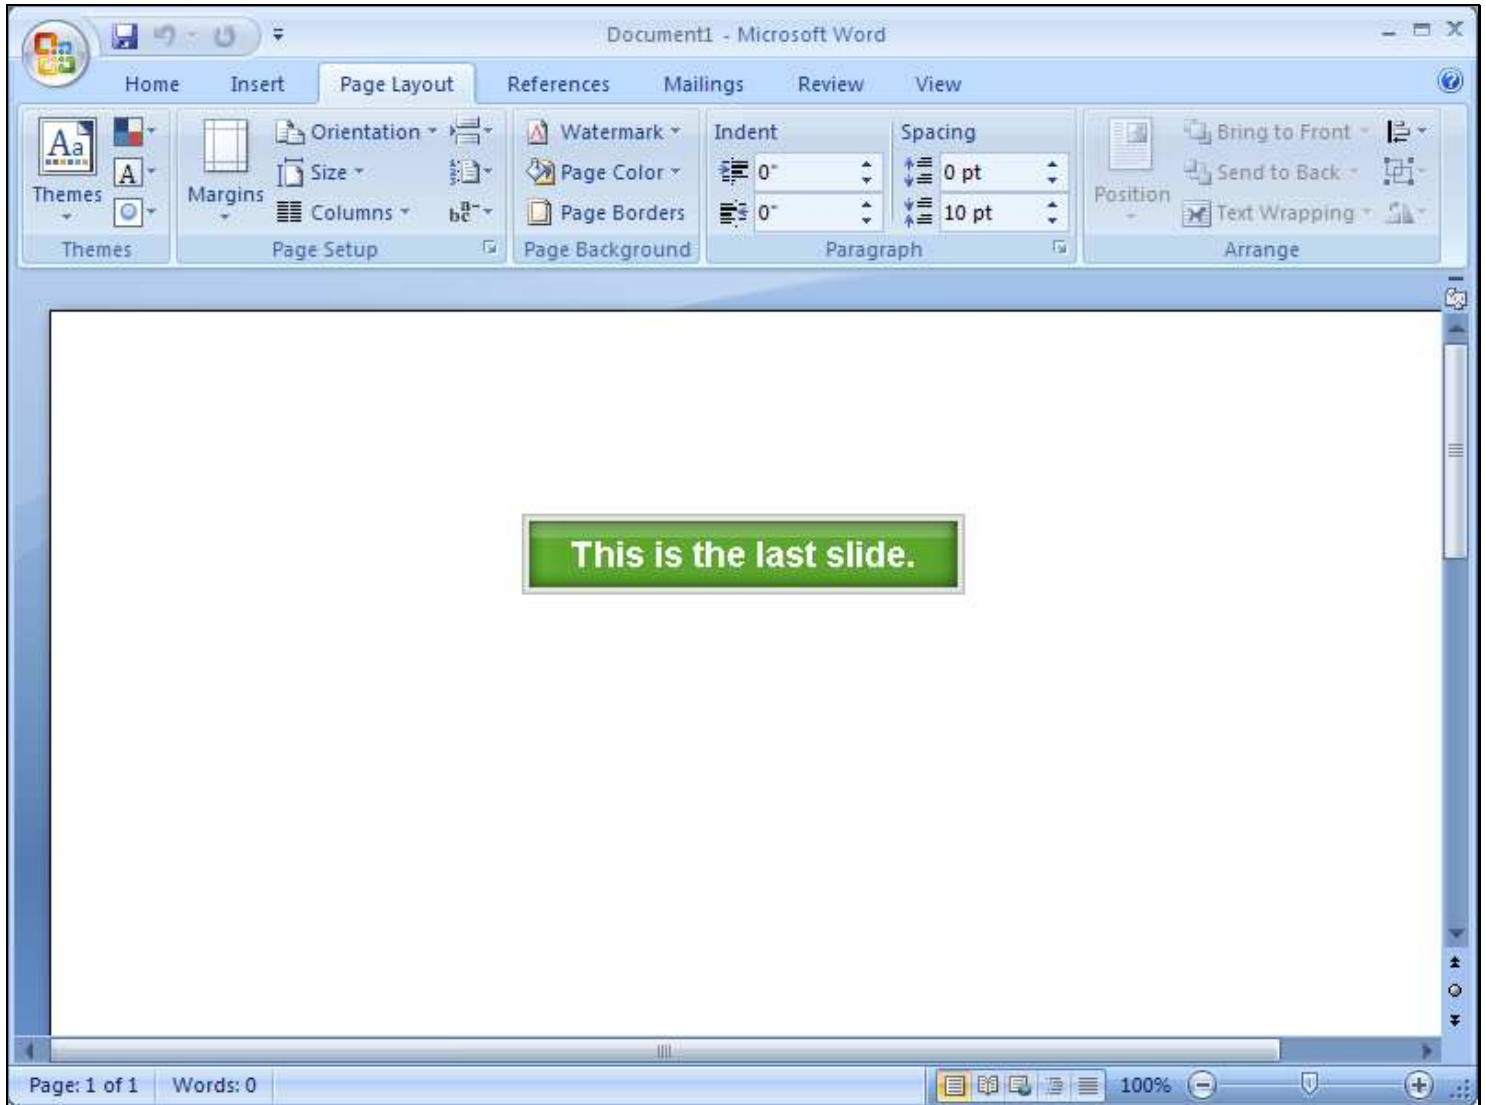 Document1 - Microsoft Word
Home Insert Page Layout References Mailings Review View
Themes
Margins
Orientation
Size
Columns
Watermark
Page Color
Page Borders
Indent
0"
0"
Spacing
0 pt
10 pt
Position
Bring to Front
Send to Back
Text Wrapping
Themes Page Setup Page Background Paragraph Arrange
This is the last slide.
Page: 1 of 1 Words: 0 100%